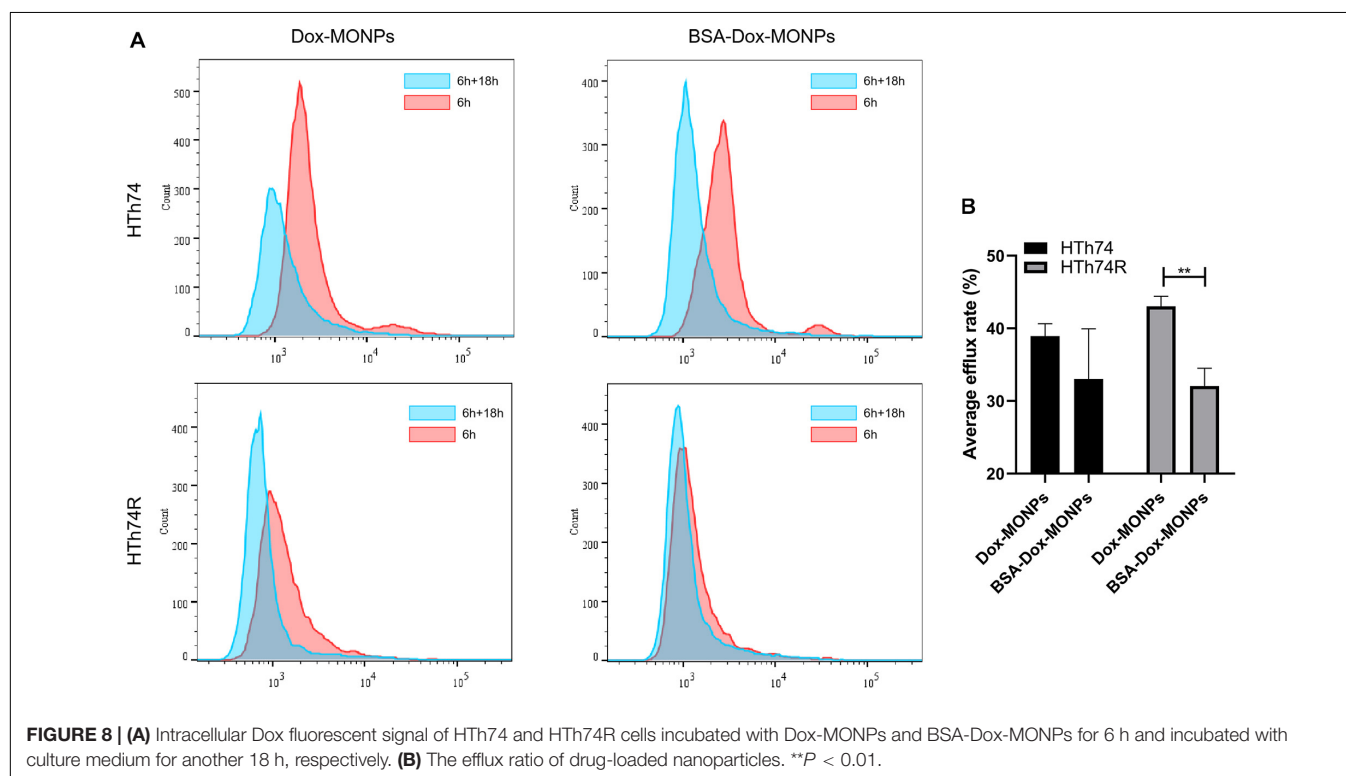 A
Dox-MONPs
BSA-Dox-MONPs
HTh74
500
400
300
200
100
0
Count
10^3
10^4
10^5
6h+18h
6h
400
300
200
100
0
Count
10^3
10^4
10^5
6h+18h
6h
HTh74R
400
300
200
100
0
Count
10^3
10^4
10^5
6h+18h
6h
400
300
200
100
0
Count
10^3
10^4
10^5
6h+18h
6h
B
HTh74
HTh74R
**
Average efflux rate (%)
50
40
30
20
Dox-MONPs
BSA-Dox-MONPs
Dox-MONPs
BSA-Dox-MONPs
FIGURE 8 | (A) Intracellular Dox fluorescent signal of HTh74 and HTh74R cells incubated with Dox-MONPs and BSA-Dox-MONPs for 6 h and incubated with
culture medium for another 18 h, respectively. (B) The efflux ratio of drug-loaded nanoparticles. **P < 0.01.